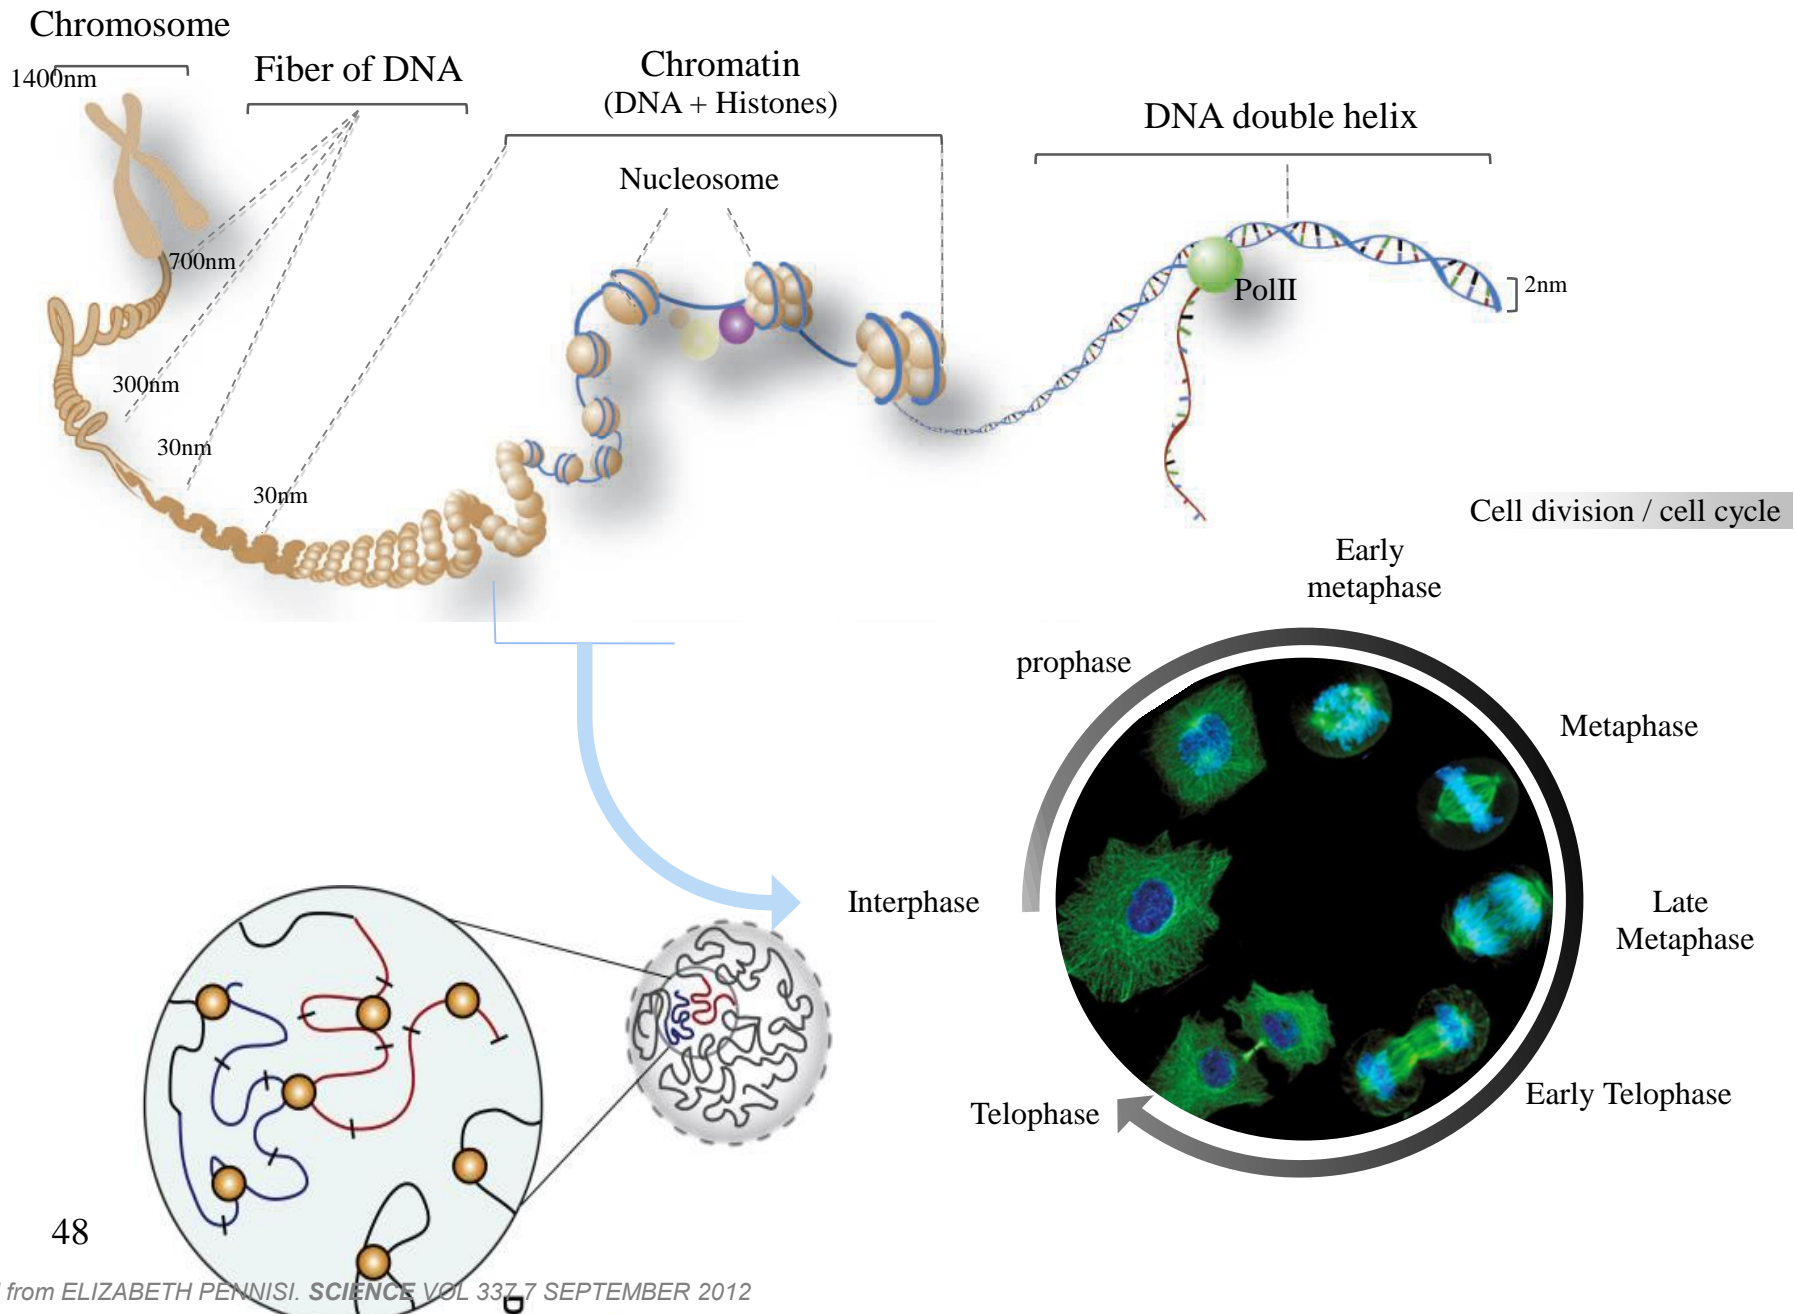 Chromosome
1400nm
Fiber of DNA
Chromatin
(DNA + Histones)
DNA double helix
Nucleosome
700nm
PolII
2nm
300nm
30nm
30nm
Cell division / cell cycle
Early
metaphase
prophase
Metaphase
Interphase
Late
Metaphase
Early Telophase
Telophase
48
from ELIZABETH PENNISI. SCIENCE VOL 337 7 SEPTEMBER 2012